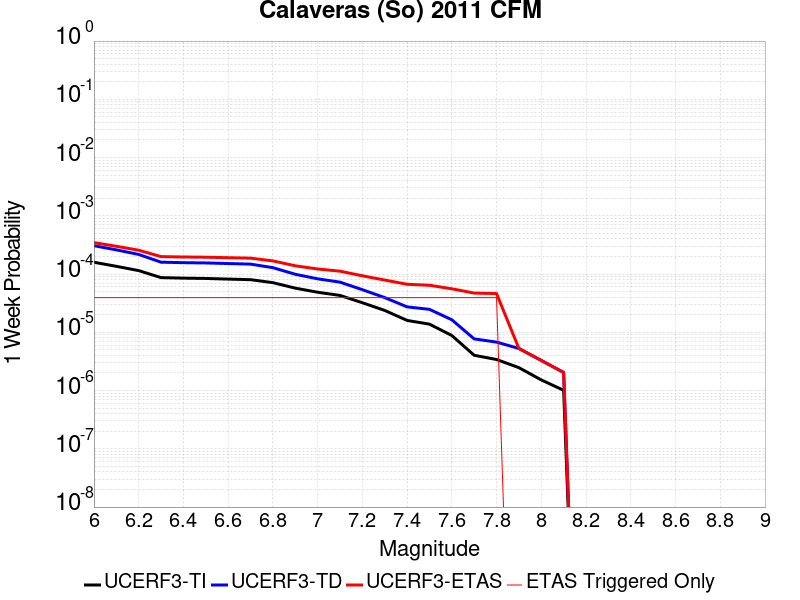 Calaveras (So) 2011 CFM
10^0
10^-1
10^-2
10^-3
10^-4
10^-5
10^-6
10^-7
10^-8
1 Week Probability
6 6.2 6.4 6.6 6.8 7 7.2 7.4 7.6 7.8 8 8.2 8.4 8.6 8.8 9
Magnitude
UCERF3-TI UCERF3-TD UCERF3-ETAS ETAS Triggered Only